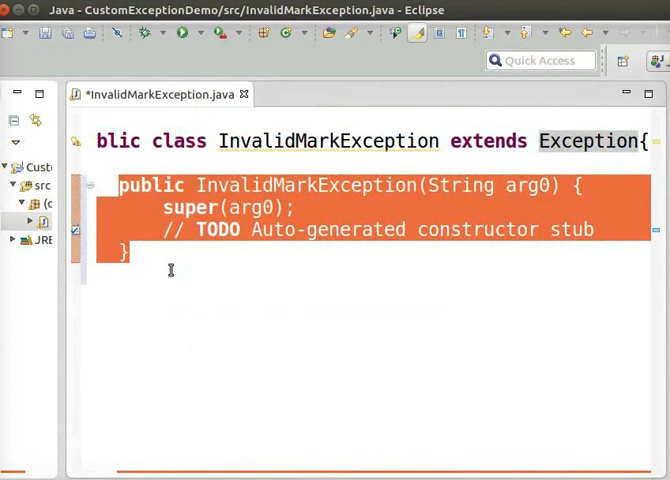 Java - CustomExceptionDemo/src/InvalidMarkException.java - Eclipse
Quick Access
*InvalidMarkException.java
blic class InvalidMarkException extends Exception{
public InvalidMarkException(String arg0) {
super(arg0);
// TODO Auto-generated constructor stub
}
Custo
src
(c
JRE